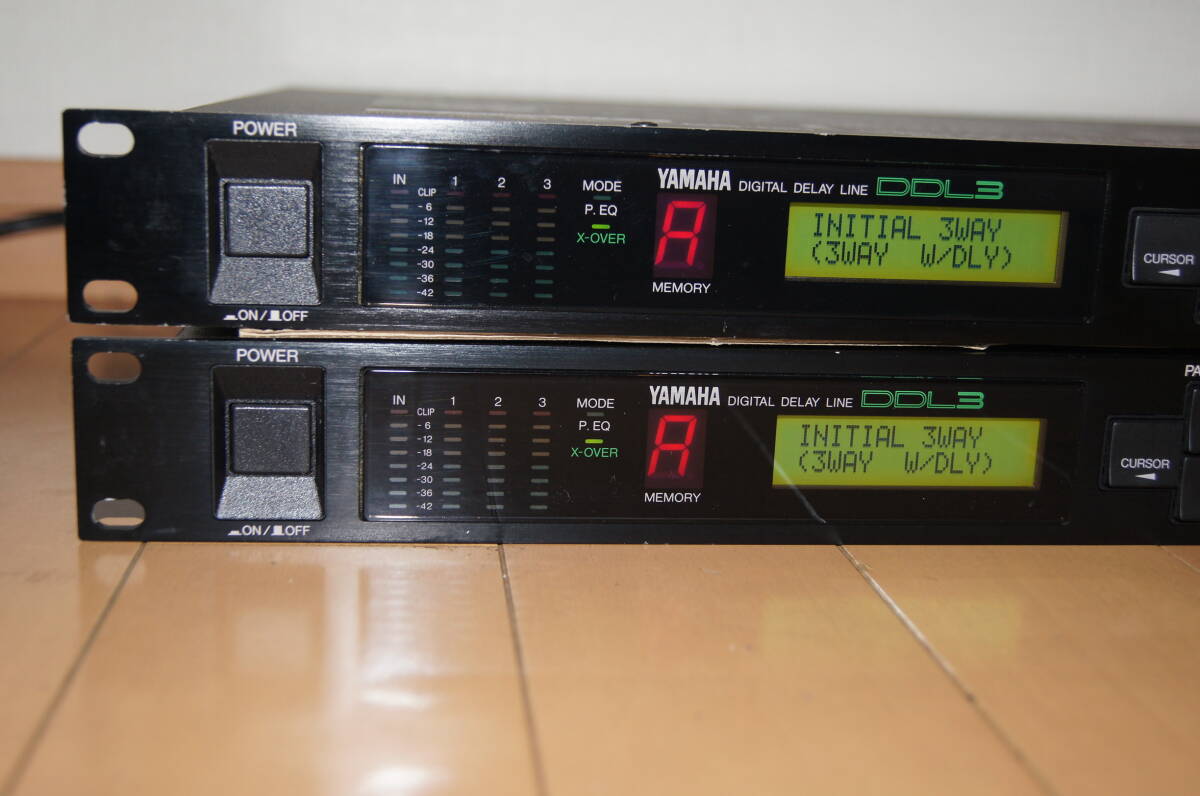 POWER
ON/ OFF
IN 1 2 3
CLIP
-6
-12
-18
-24
-30
-36
-42
MODE
P. EQ
X-OVER
YAMAHA DIGITAL DELAY LINE DDL3
A
MEMORY
INITIAL 3WAY
(3WAY W/DLY)
CURSOR
POWER
ON/ OFF
IN 1 2 3
CLIP
-6
-12
-18
-24
-30
-36
-42
MODE
P. EQ
X-OVER
YAMAHA DIGITAL DELAY LINE DDL3
A
MEMORY
INITIAL 3WAY
(3WAY W/DLY)
CURSOR
PA